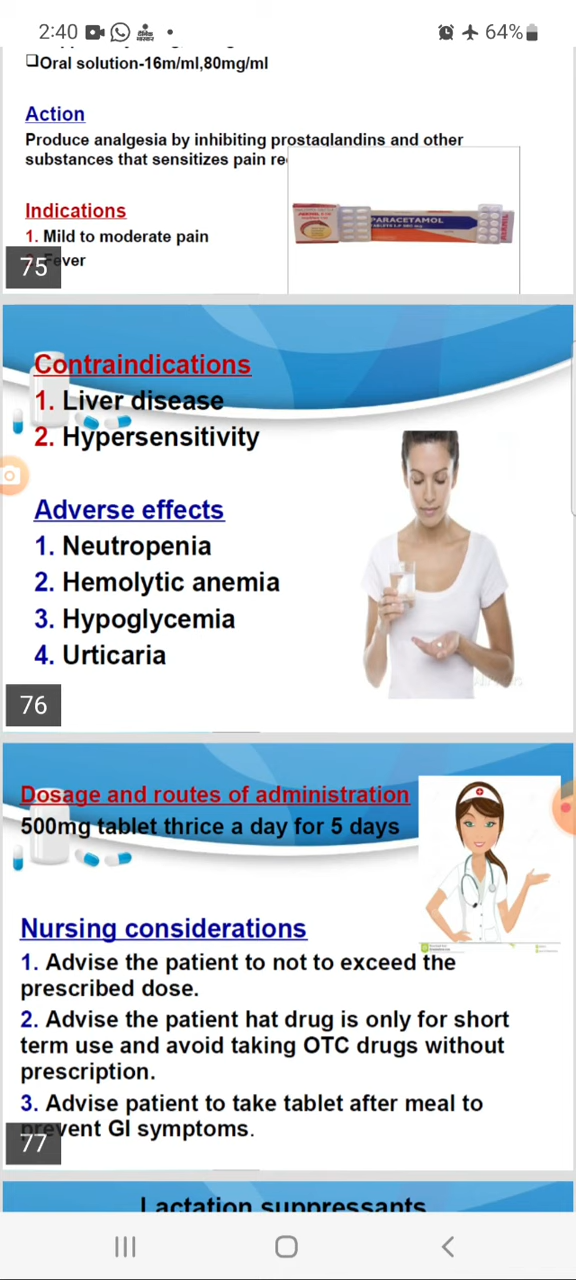 2:40
64%
❑Oral solution-16m/ml,80mg/ml
Action
Produce analgesia by inhibiting prostaglandins and other
substances that sensitizes pain re
PARACETAMOL
Indications
1. Mild to moderate pain
Fever
75
Contraindications
1. Liver disease
2. Hypersensitivity
Adverse effects
1. Neutropenia
2. Hemolytic anemia
3. Hypoglycemia
4. Urticaria
76
Dosage and routes of administration
500mg tablet thrice a day for 5 days
Nursing considerations
1. Advise the patient to not to exceed the
prescribed dose.
2. Advise the patient hat drug is only for short
term use and avoid taking OTC drugs without
prescription.
3. Advise patient to take tablet after meal to
prevent GI symptoms.
77
Lactation suppressants